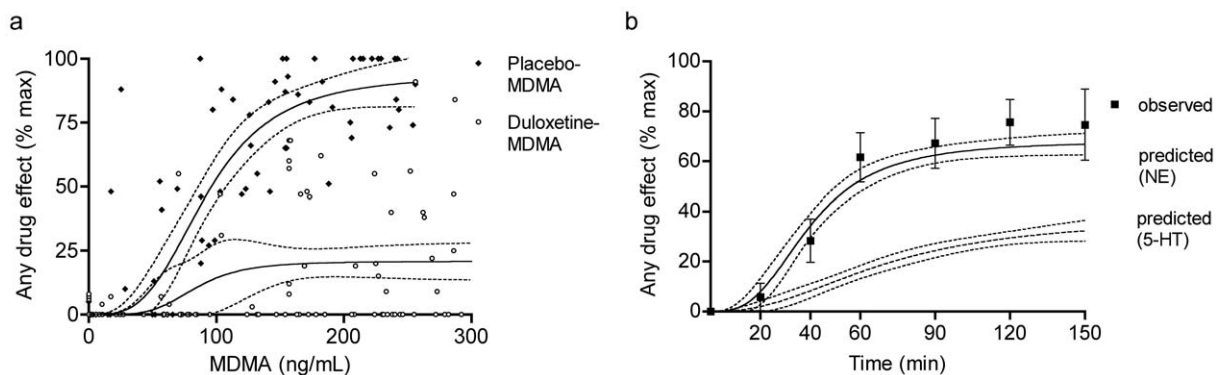 a
Any drug effect (% max)
100
75
50
25
0
0
100
200
300
MDMA (ng/mL)
Placebo-
MDMA
Duloxetine-
MDMA
b
Any drug effect (% max)
100
80
60
40
20
0
20
40
60
90
120
150
Time (min)
observed
predicted
(NE)
predicted
(5-HT)